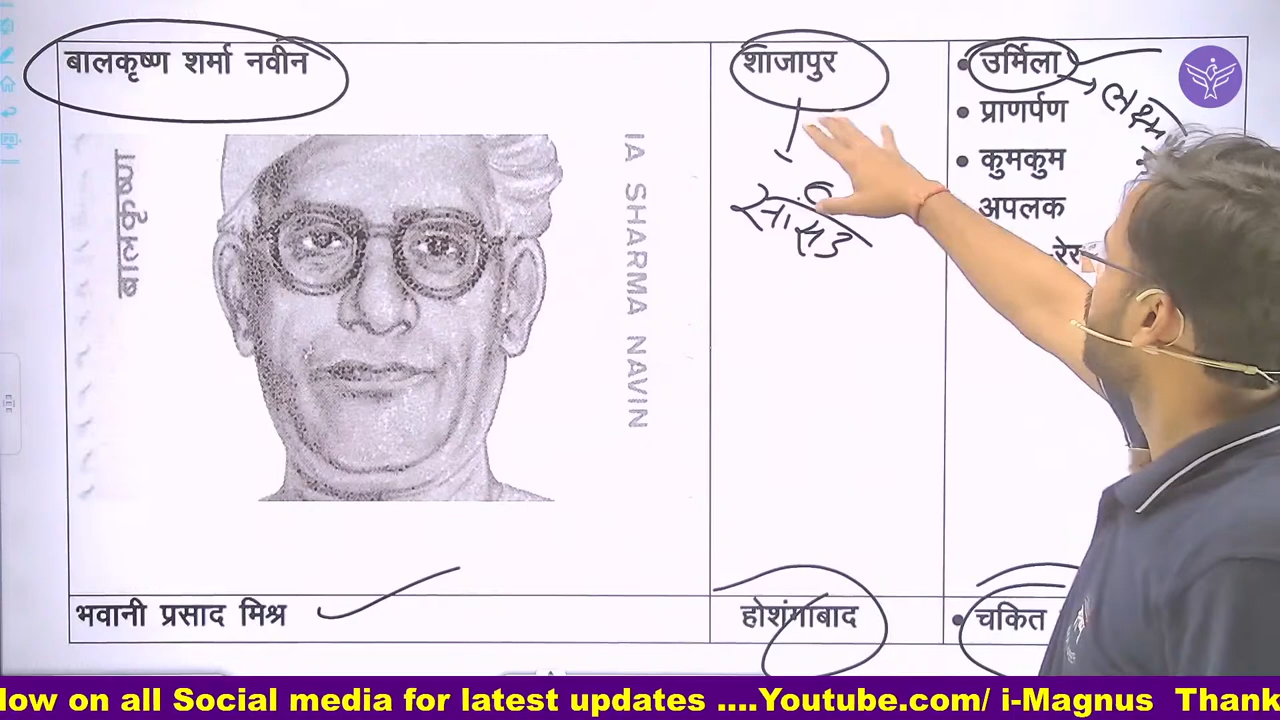 बालकृष्ण शर्मा नवीन
शाजापुर
• उर्मिला
• प्राणर्पण
• कुमकुम
अपलक
रेर
सांसद
बालकृष्ण
IA SHARMA NAVIN
भवानी प्रसाद मिश्र
होशंगाबाद
• चकित
llow on all Social media for latest updates ....Youtube.com/ i-Magnus Thank